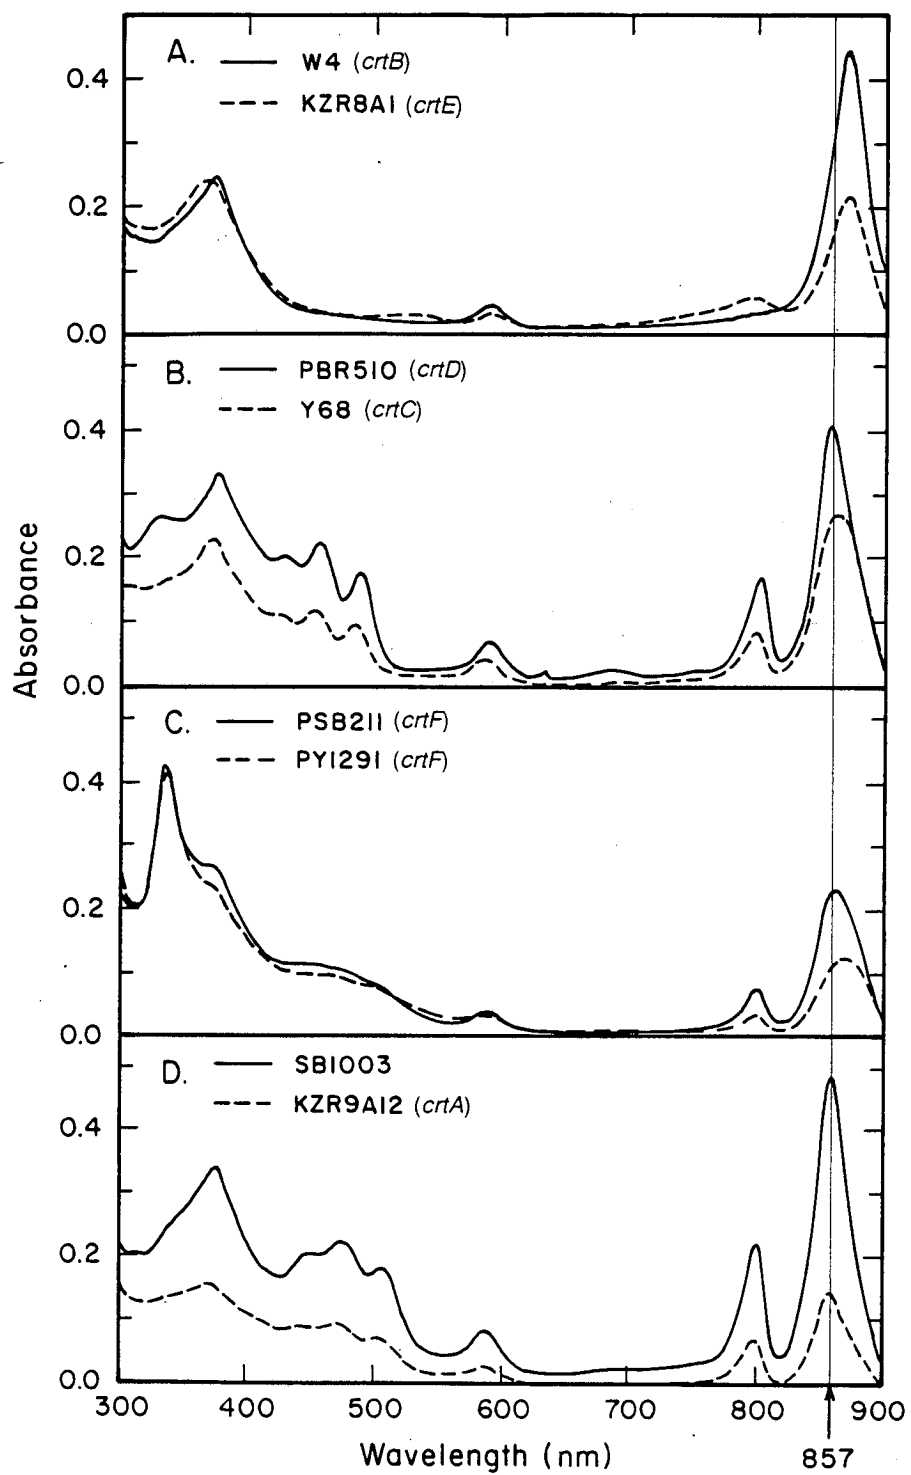 A.
W4 (crtB)
KZR8A1 (crtE)
0.4
0.2
0.0
B.
PBR510 (crtD)
Y68 (crtC)
0.4
0.2
0.0
Absorbance
C.
PSB211 (crtF)
PY1291 (crtF)
0.4
0.2
0.0
D.
SB1003
KZR9A12 (crtA)
0.4
0.2
0.0
300 400 500 600 700 800 900
Wavelength (nm)
857